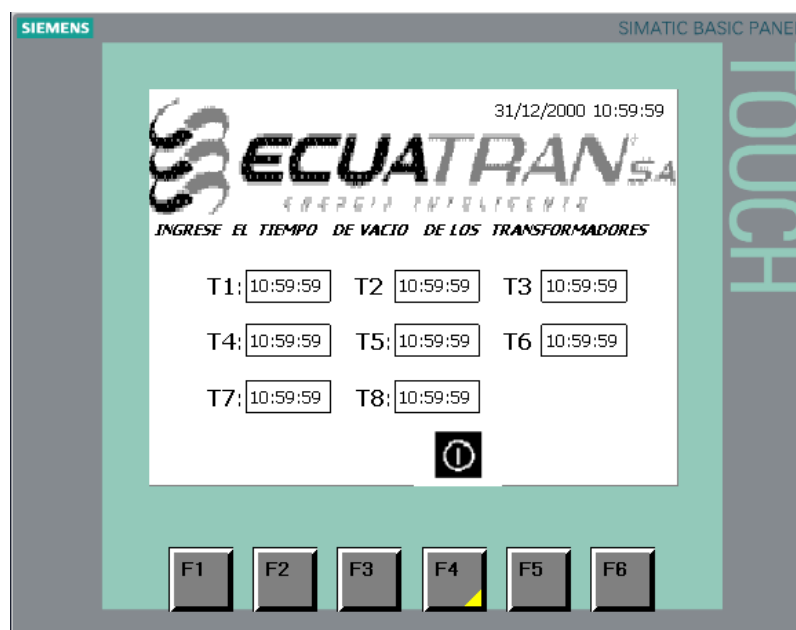 SIEMENS
SIMATIC BASIC PANEL
TOUCH
31/12/2000 10:59:59
ECUATRAN SA
ENERGIA INTELIGENTE
INGRESE EL TIEMPO DE VACIO DE LOS TRANSFORMADORES
T1: 10:59:59 T2 10:59:59 T3 10:59:59
T4: 10:59:59 T5: 10:59:59 T6 10:59:59
T7: 10:59:59 T8: 10:59:59
F1 F2 F3 F4 F5 F6